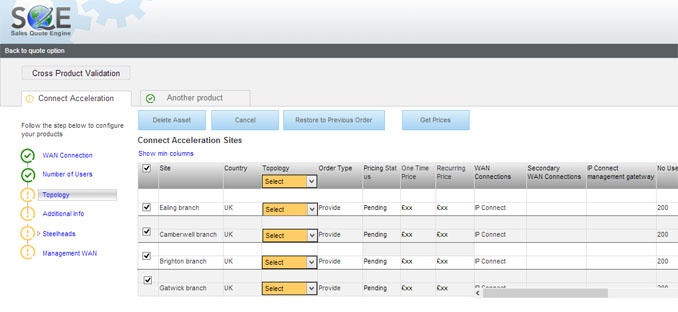 SQE
Sales Quote Engine
Back to quote option
Cross Product Validation
Connect Acceleration
Another product
Delete Asset Cancel Restore to Previous Order Get Prices
Follow the step below to configure
your products
Connect Acceleration Sites
Show min columns
WAN Connection
Number of Users
Topology
Additional Info
Steelheads
Management WAN
Site Country Topology Order Type Pricing Stat One Time Recurring WAN Secondary IP Connect No Use
us Price Price Connections WAN Connections management gatetway
Select
Ealing branch UK Select Provide Pending £xx £xx IP Connect 200
Camberwell branch UK Select Provide Pending £xx £xx IP Connect 200
Brighton branch UK Select Provide Pending £xx £xx IP Connect 200
Gatwick branch UK Select Provide Pending £xx £xx IP Connect 200